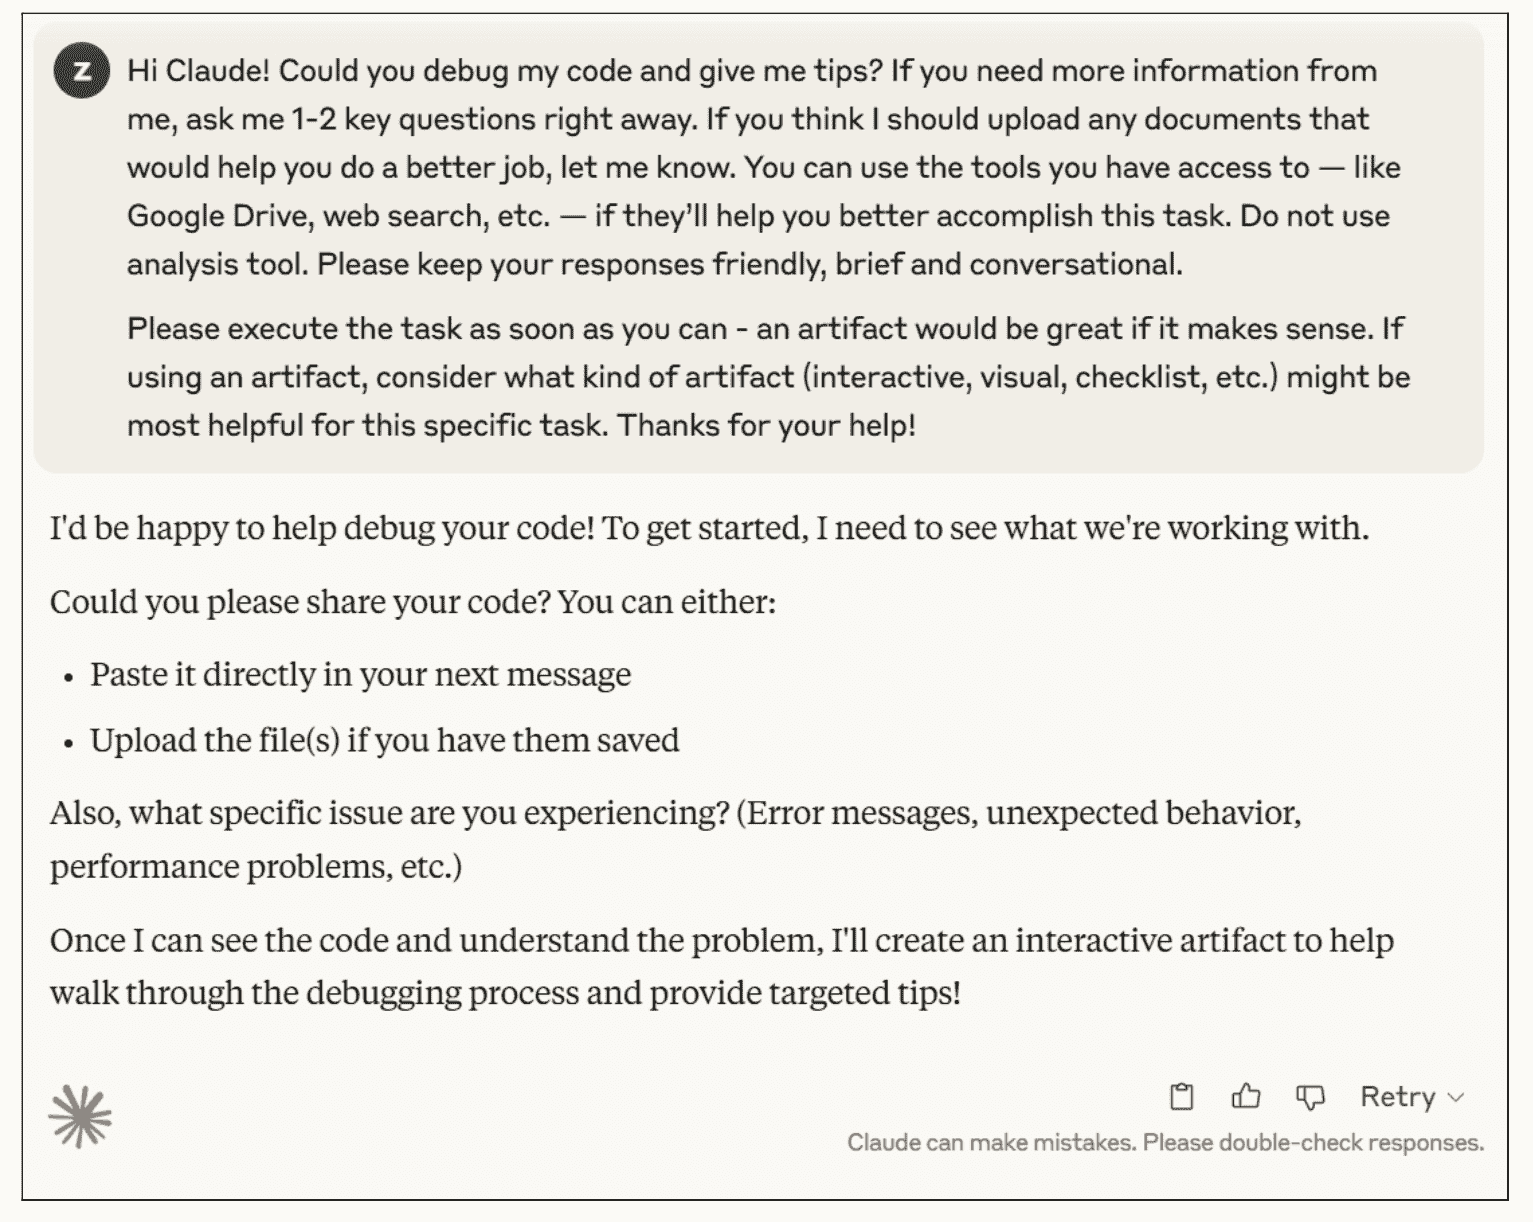 Z
Hi Claude! Could you debug my code and give me tips? If you need more information from
me, ask me 1-2 key questions right away. If you think I should upload any documents that
would help you do a better job, let me know. You can use the tools you have access to — like
Google Drive, web search, etc. — if they’ll help you better accomplish this task. Do not use
analysis tool. Please keep your responses friendly, brief and conversational.
Please execute the task as soon as you can - an artifact would be great if it makes sense. If
using an artifact, consider what kind of artifact (interactive, visual, checklist, etc.) might be
most helpful for this specific task. Thanks for your help!
I'd be happy to help debug your code! To get started, I need to see what we're working with.
Could you please share your code? You can either:
• Paste it directly in your next message
• Upload the file(s) if you have them saved
Also, what specific issue are you experiencing? (Error messages, unexpected behavior,
performance problems, etc.)
Once I can see the code and understand the problem, I'll create an interactive artifact to help
walk through the debugging process and provide targeted tips!
Retry
Claude can make mistakes. Please double-check responses.